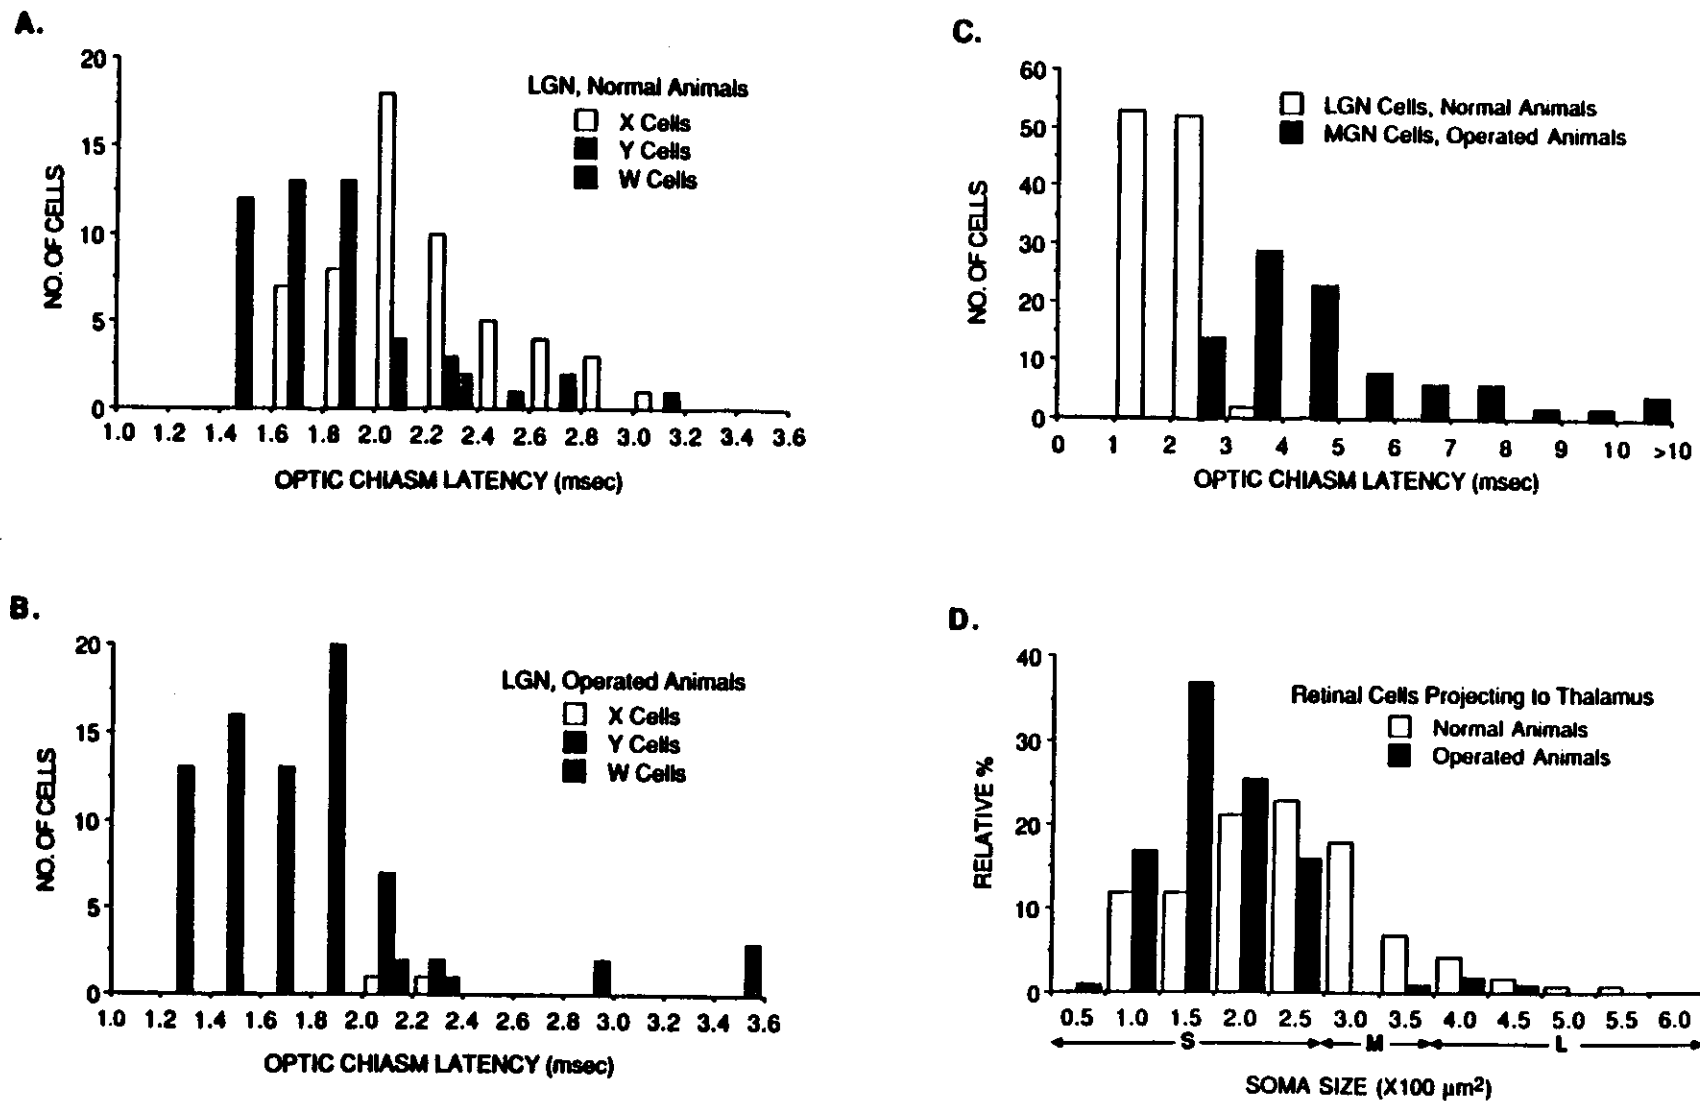 A.
20
15
10
5
0
NO. OF CELLS
LGN, Normal Animals
X Cells
Y Cells
W Cells
1.0 1.2 1.4 1.6 1.8 2.0 2.2 2.4 2.6 2.8 3.0 3.2 3.4 3.6
OPTIC CHIASM LATENCY (msec)
B.
20
15
10
5
0
NO. OF CELLS
LGN, Operated Animals
X Cells
Y Cells
W Cells
1.0 1.2 1.4 1.6 1.8 2.0 2.2 2.4 2.6 2.8 3.0 3.2 3.4 3.6
OPTIC CHIASM LATENCY (msec)
C.
60
50
40
30
20
10
0
NO. OF CELLS
LGN Cells, Normal Animals
MGN Cells, Operated Animals
0 1 2 3 4 5 6 7 8 9 10 >10
OPTIC CHIASM LATENCY (msec)
D.
40
30
20
10
0
RELATIVE %
Retinal Cells Projecting to Thalamus
Normal Animals
Operated Animals
0.5 1.0 1.5 2.0 2.5 3.0 3.5 4.0 4.5 5.0 5.5 6.0
S M L
SOMA SIZE (X100 µm²)